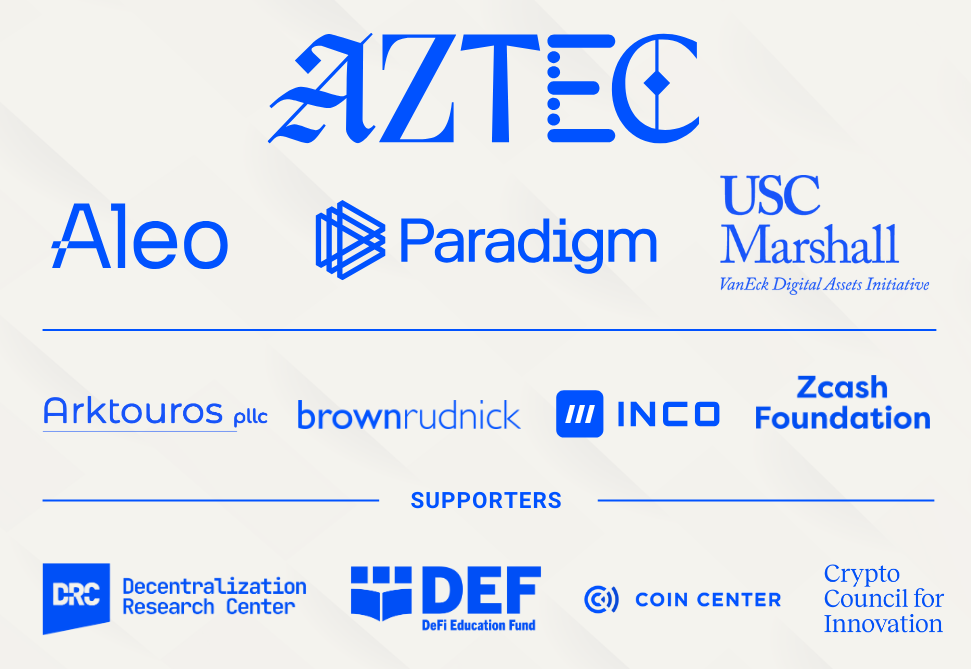 AZTEC
Aleo
Paradigm
USC
Marshall
VanEck Digital Assets Initiative
Arktouros pllc
brownrudnick
INCO
Zcash
Foundation
SUPPORTERS
DRC
Decentralization
Research Center
DEF
DeFi Education Fund
COIN CENTER
Crypto
Council for
Innovation